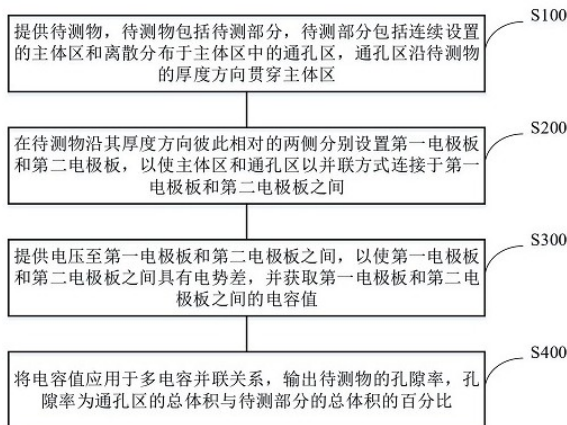 S100
提供待测物，待测物包括待测部分，待测部分包括连续设置
的主体区和离散分布于主体区中的通孔区，通孔区沿待测物
的厚度方向贯穿主体区
S200
在待测物沿其厚度方向彼此相对的两侧分别设置第一电极板
和第二电极板，以使主体区和通孔区以并联方式连接于第一
电极板和第二电极板之间
S300
提供电压至第一电极板和第二电极板之间，以使第一电极板
和第二电极板之间具有电势差，并获取第一电极板和第二电
极板之间的电容值
S400
将电容值应用于多电容并联关系，输出待测物的孔隙率，孔
隙率为通孔区的总体积与待测部分的总体积的百分比